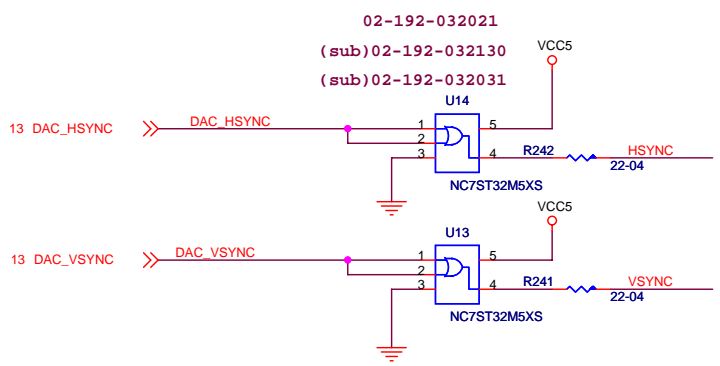 02-192-032021
(sub)02-192-032130
(sub)02-192-032031
VCC5
U14
13 DAC_HSYNC
DAC_HSYNC
1
2
3
5
4
R242
HSYNC
22-04
NC7ST32M5XS
VCC5
U13
13 DAC_VSYNC
DAC_VSYNC
1
2
3
5
4
R241
VSYNC
22-04
NC7ST32M5XS